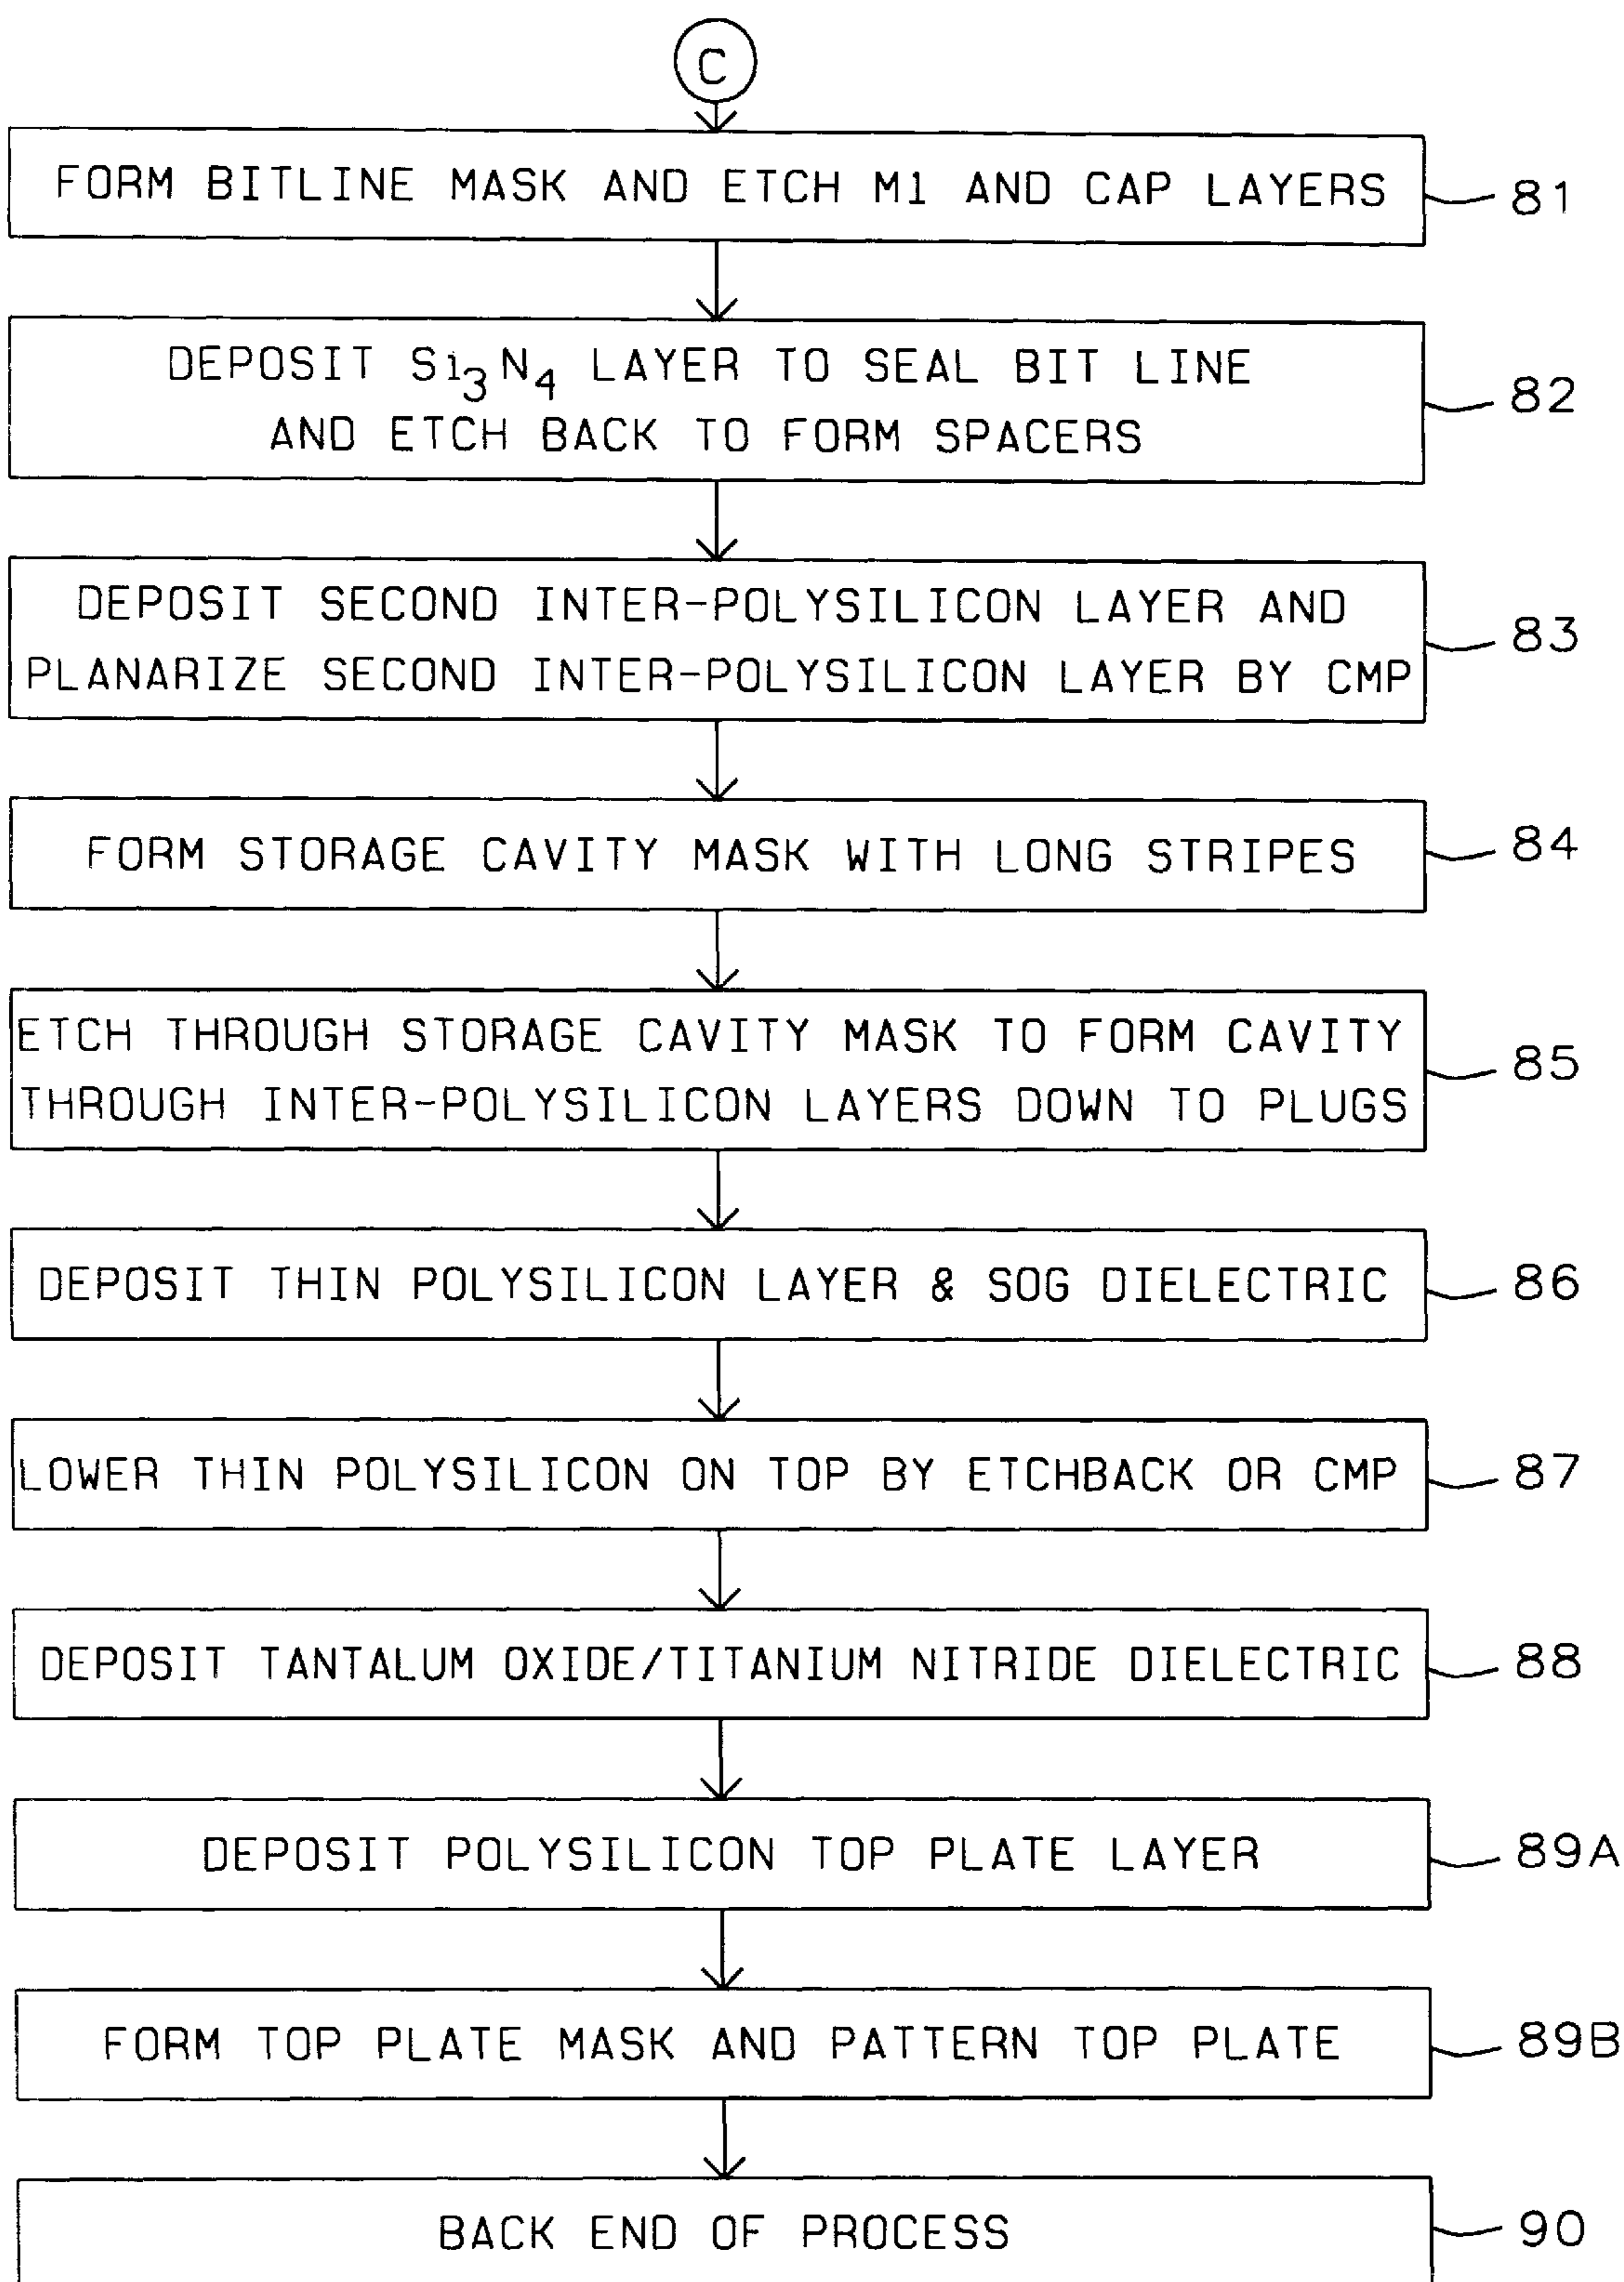 C
FORM BITLINE MASK AND ETCH M1 AND CAP LAYERS
81
DEPOSIT Si3N4 LAYER TO SEAL BIT LINE
AND ETCH BACK TO FORM SPACERS
82
DEPOSIT SECOND INTER-POLYSILICON LAYER AND
PLANARIZE SECOND INTER-POLYSILICON LAYER BY CMP
83
FORM STORAGE CAVITY MASK WITH LONG STRIPES
84
ETCH THROUGH STORAGE CAVITY MASK TO FORM CAVITY
THROUGH INTER-POLYSILICON LAYERS DOWN TO PLUGS
85
DEPOSIT THIN POLYSILICON LAYER & SOG DIELECTRIC
86
LOWER THIN POLYSILICON ON TOP BY ETCHBACK OR CMP
87
DEPOSIT TANTALUM OXIDE/TITANIUM NITRIDE DIELECTRIC
88
DEPOSIT POLYSILICON TOP PLATE LAYER
89A
FORM TOP PLATE MASK AND PATTERN TOP PLATE
89B
BACK END OF PROCESS
90